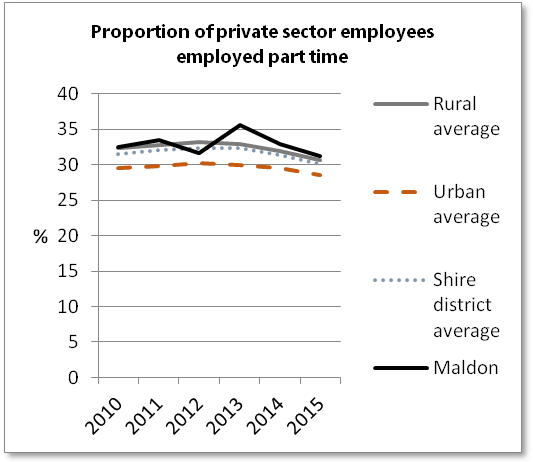 Proportion of private sector employees
employed part time
40
35
30
25
20
15
10
5
0
%
2010
2011
2012
2013
2014
2015
Rural
average
Urban
average
Shire
district
average
Maldon